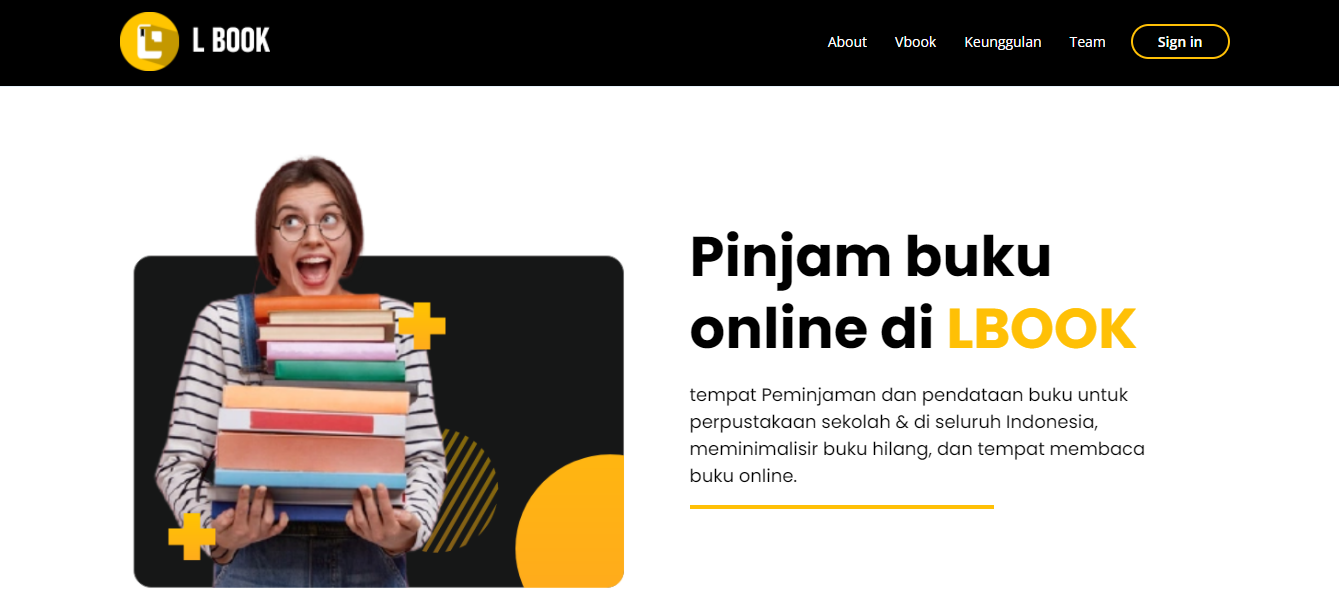 L BOOK
About
Vbook
Keunggulan
Team
Sign in
Pinjam buku
online di LBOOK
tempat Peminjaman dan pendataan buku untuk
perpustakaan sekolah & di seluruh Indonesia,
meminimalisir buku hilang, dan tempat membaca
buku online.